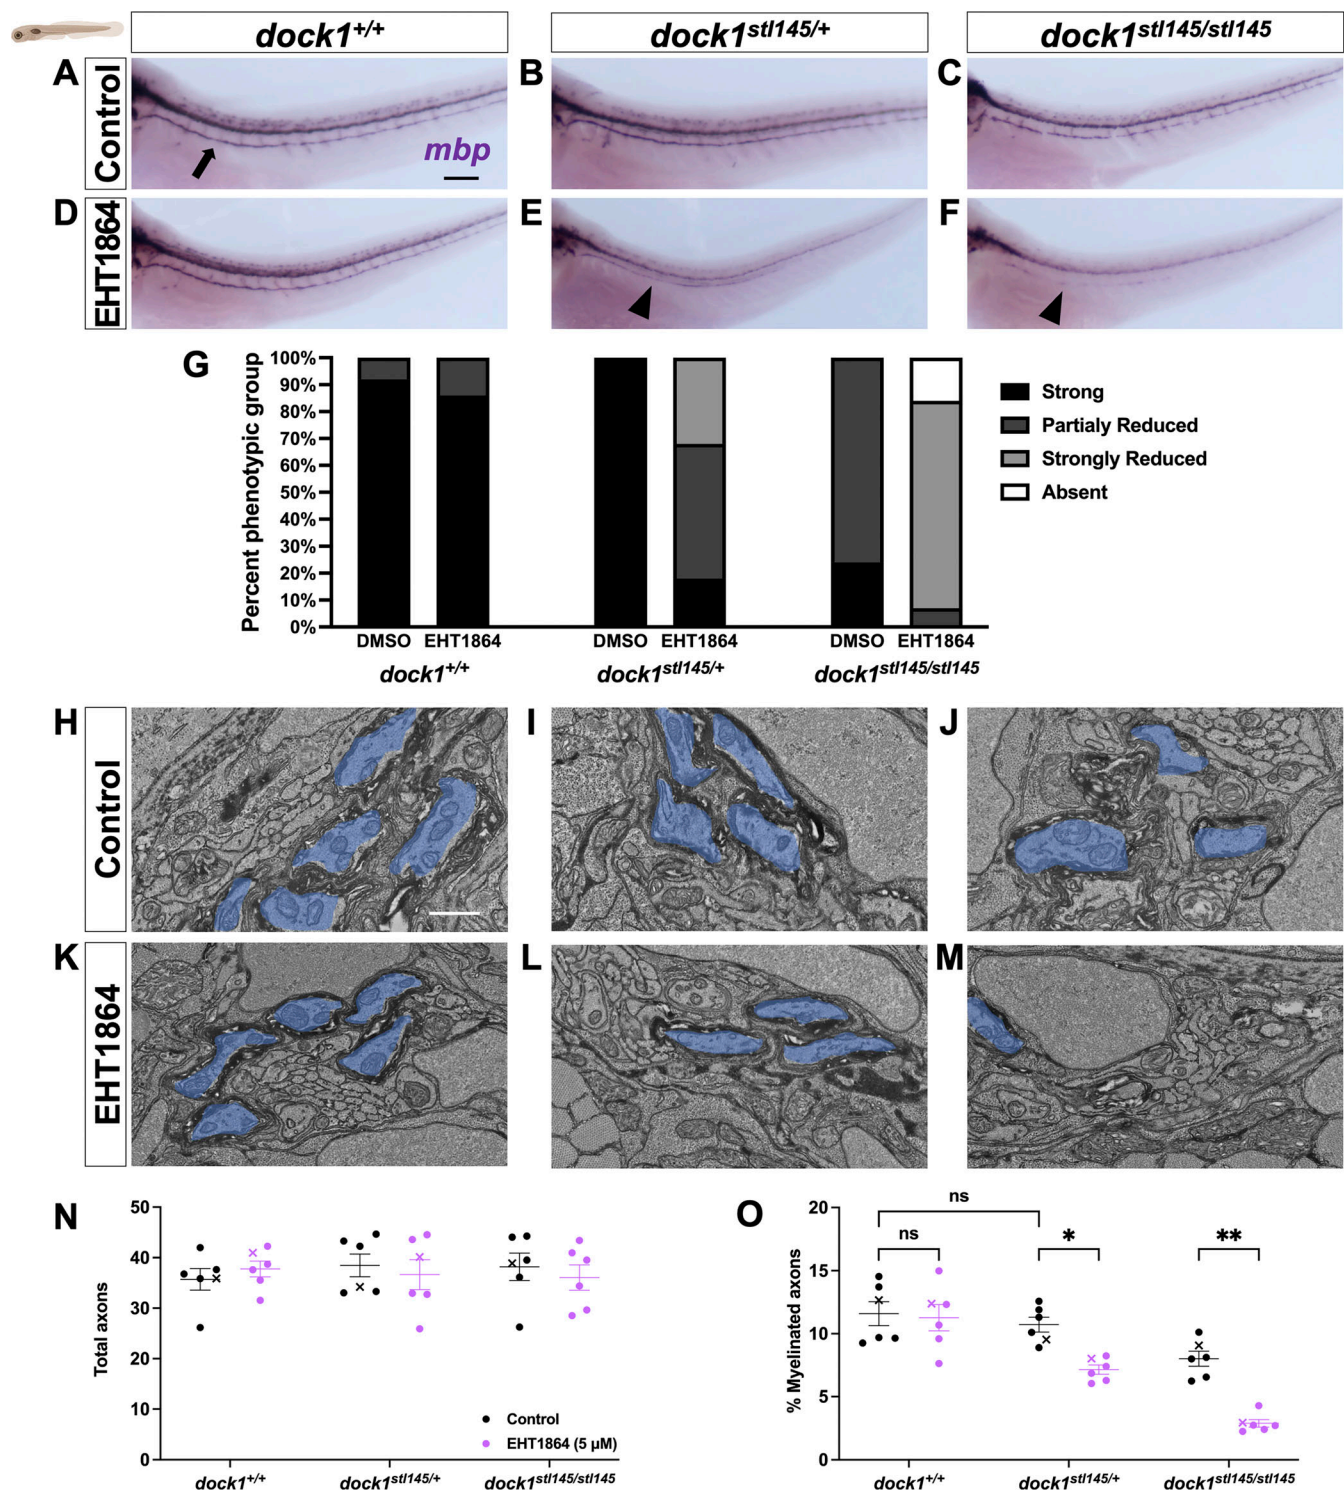 dock1+/+
dock1stl145/+
dock1stl145/stl145
Control
A
mbp
B
C
EHT1864
D
E
F
G
Percent phenotypic group
100%
90%
80%
70%
60%
50%
40%
30%
20%
10%
0%
DMSO EHT1864
DMSO EHT1864
DMSO EHT1864
dock1+/+
dock1stl145/+
dock1stl145/stl145
Strong
Partialy Reduced
Strongly Reduced
Absent
Control
H
I
J
EHT1864
K
L
M
N
Total axons
50
40
30
20
10
0
Control
EHT1864 (5 µM)
dock1+/+
dock1stl145/+
dock1stl145/stl145
O
% Myelinated axons
20
15
10
5
0
ns
ns
*
**
dock1+/+
dock1stl145/+
dock1stl145/stl145